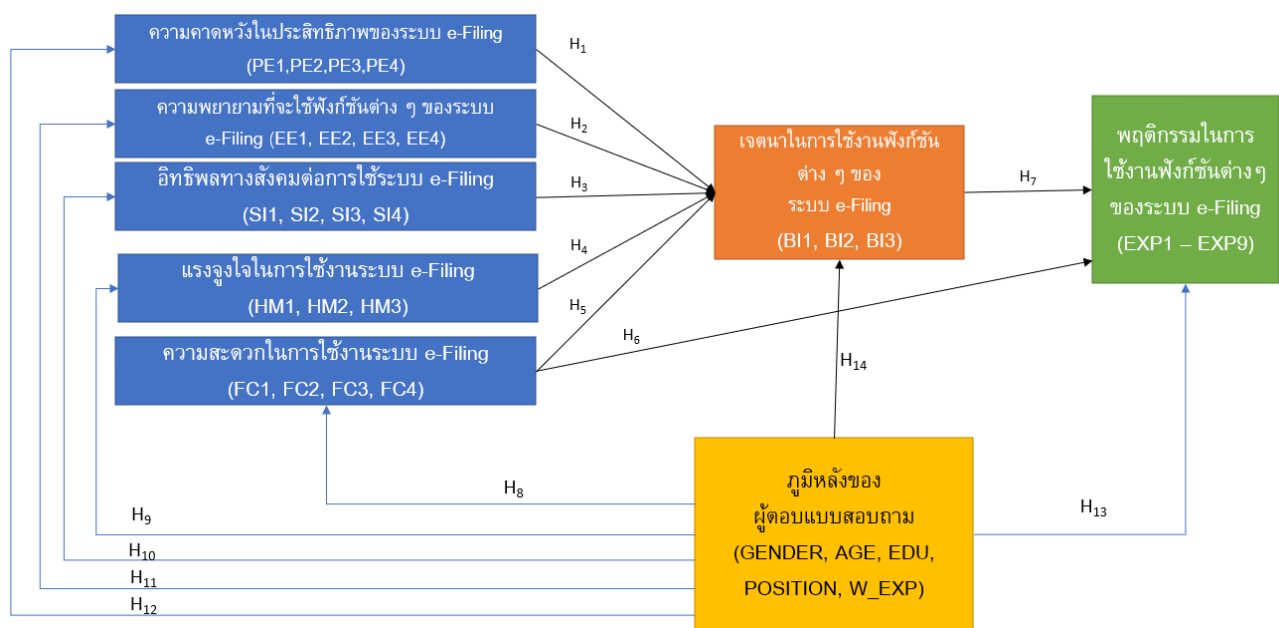 ความคาดหวังในประสิทธิภาพของระบบ e-Filing
(PE1,PE2,PE3,PE4)
ความพยายามที่จะใช้ฟังก์ชันต่าง ๆ ของระบบ
e-Filing (EE1, EE2, EE3, EE4)
อิทธิพลทางสังคมต่อการใช้ระบบ e-Filing
(SI1, SI2, SI3, SI4)
แรงจูงใจในการใช้งานระบบ e-Filing
(HM1, HM2, HM3)
ความสะดวกในการใช้งานระบบ e-Filing
(FC1, FC2, FC3, FC4)
H1
H2
H3
H4
H5
H6
เจตนาในการใช้งานฟังก์ชัน
ต่าง ๆ ของ
ระบบ e-Filing
(BI1, BI2, BI3)
H7
พฤติกรรมในการ
ใช้งานฟังก์ชันต่างๆ
ของระบบ e-Filing
(EXP1 – EXP9)
H14
H8
H9
H10
H11
H12
ภูมิหลังของ
ผู้ตอบแบบสอบถาม
(GENDER, AGE, EDU,
POSITION, W_EXP)
H13